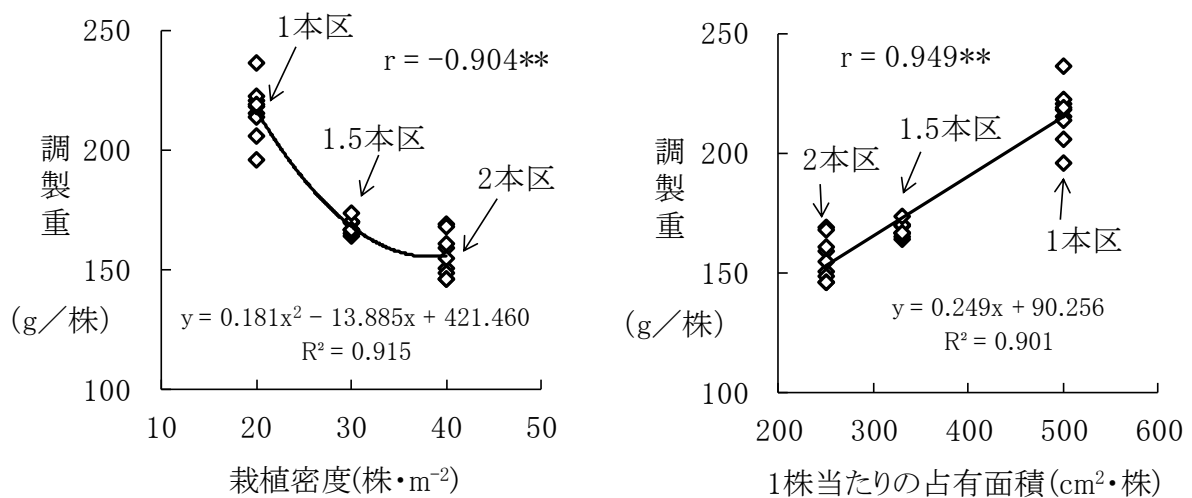 250
200
150
100
10 20 30 40 50
調製重
(g／株)
1本区
r = −0.904**
1.5本区
2本区
y = 0.181x² − 13.885x + 421.460
R² = 0.915
栽植密度(株・m⁻²)
250
200
150
100
200 300 400 500 600
調製重
(g／株)
r = 0.949**
1.5本区
2本区
1本区
y = 0.249x + 90.256
R² = 0.901
1株当たりの占有面積(cm²・株)